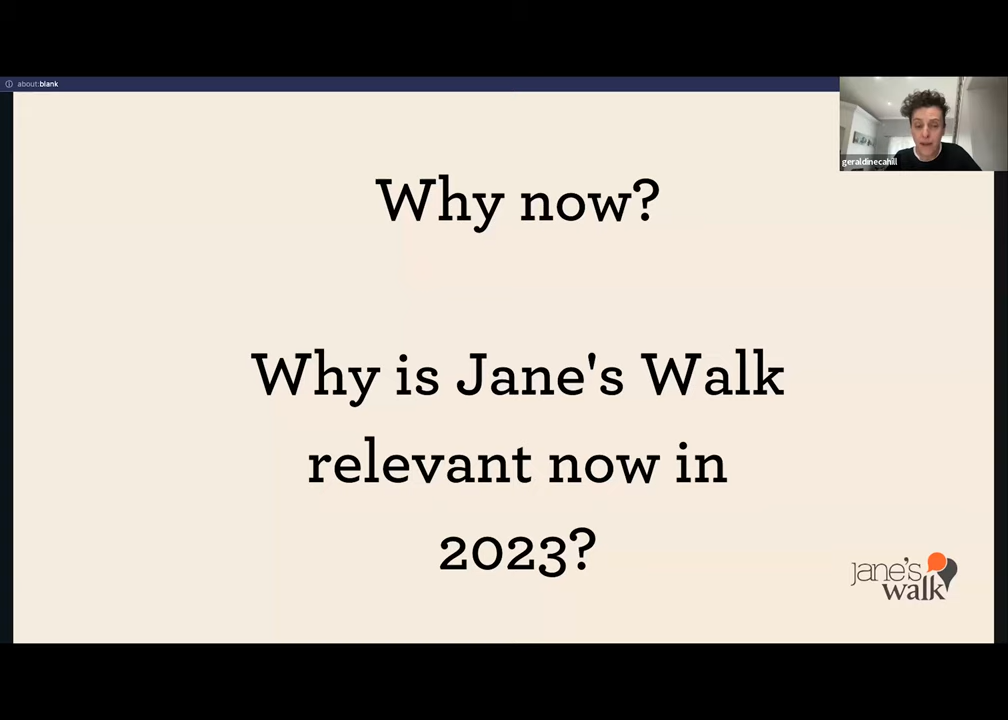 about:blank
geraldinecahill
Why now?
Why is Jane's Walk
relevant now in
2023?
jane's
walk